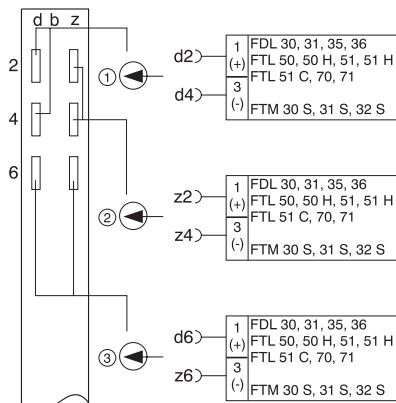 d b z
2
4
6
1
2
3
d2
d4
1
(+)
3
(-)
FDL 30, 31, 35, 36
FTL 50, 50 H, 51, 51 H
FTL 51 C, 70, 71
FTM 30 S, 31 S, 32 S
z2
z4
1
(+)
3
(-)
FDL 30, 31, 35, 36
FTL 50, 50 H, 51, 51 H
FTL 51 C, 70, 71
FTM 30 S, 31 S, 32 S
d6
z6
1
(+)
3
(-)
FDL 30, 31, 35, 36
FTL 50, 50 H, 51, 51 H
FTL 51 C, 70, 71
FTM 30 S, 31 S, 32 S